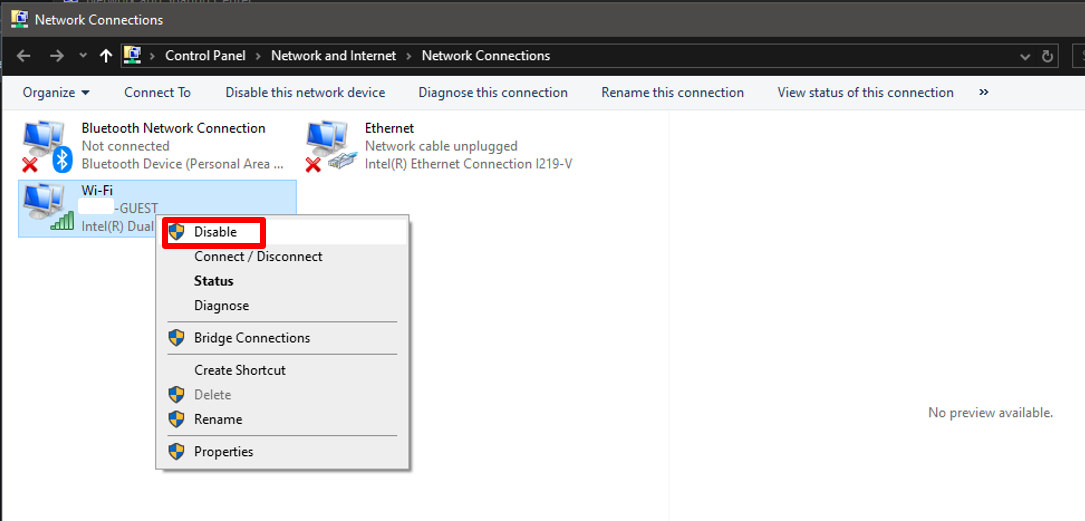 Network Connections
Control Panel > Network and Internet > Network Connections
Organize Connect To Disable this network device Diagnose this connection Rename this connection View status of this connection »
Bluetooth Network Connection
Not connected
Bluetooth Device (Personal Area ...
Ethernet
Network cable unplugged
Intel(R) Ethernet Connection I219-V
Wi-Fi
-GUEST
Intel(R) Dual
Disable
Connect / Disconnect
Status
Diagnose
Bridge Connections
Create Shortcut
Delete
Rename
Properties
No preview available.